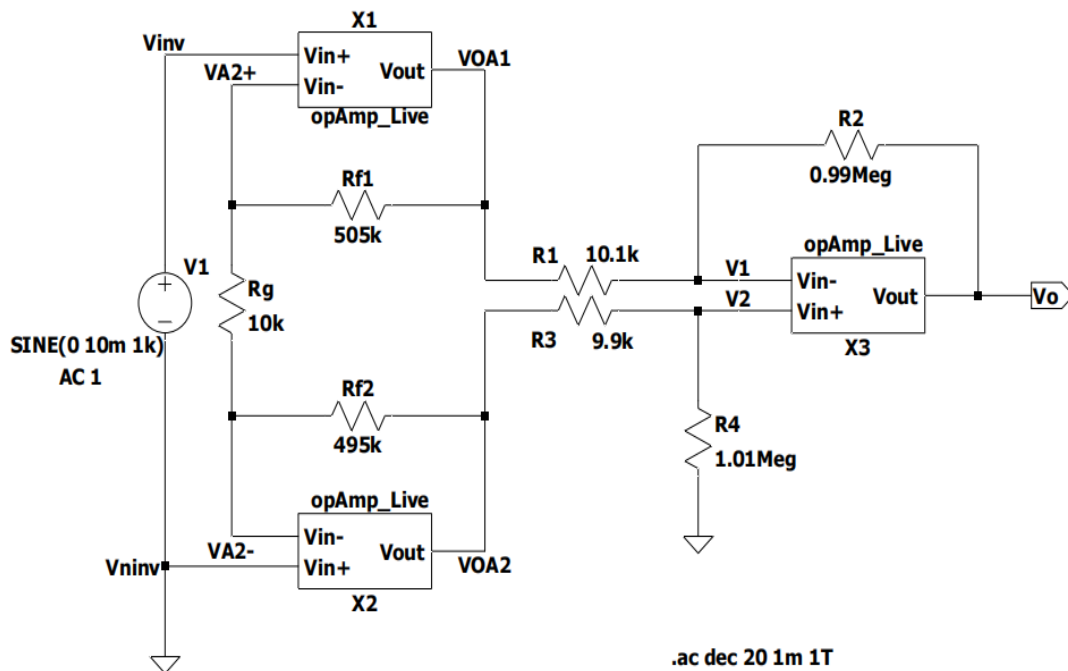 X1
Vinv
Vin+
VOA1
VA2+
Vout
Vin-
opAmp_Live
R2
0.99Meg
Rf1
505k
opAmp_Live
R1
10.1k
V1
Vin-
V1
Rg
10k
Vout
Vo
V2
Vin+
R3
9.9k
X3
SINE(0 10m 1k)
AC 1
Rf2
495k
R4
1.01Meg
opAmp_Live
Vin-
VA2-
Vout
Vninv
Vin+
VOA2
X2
.ac dec 20 1m 1T